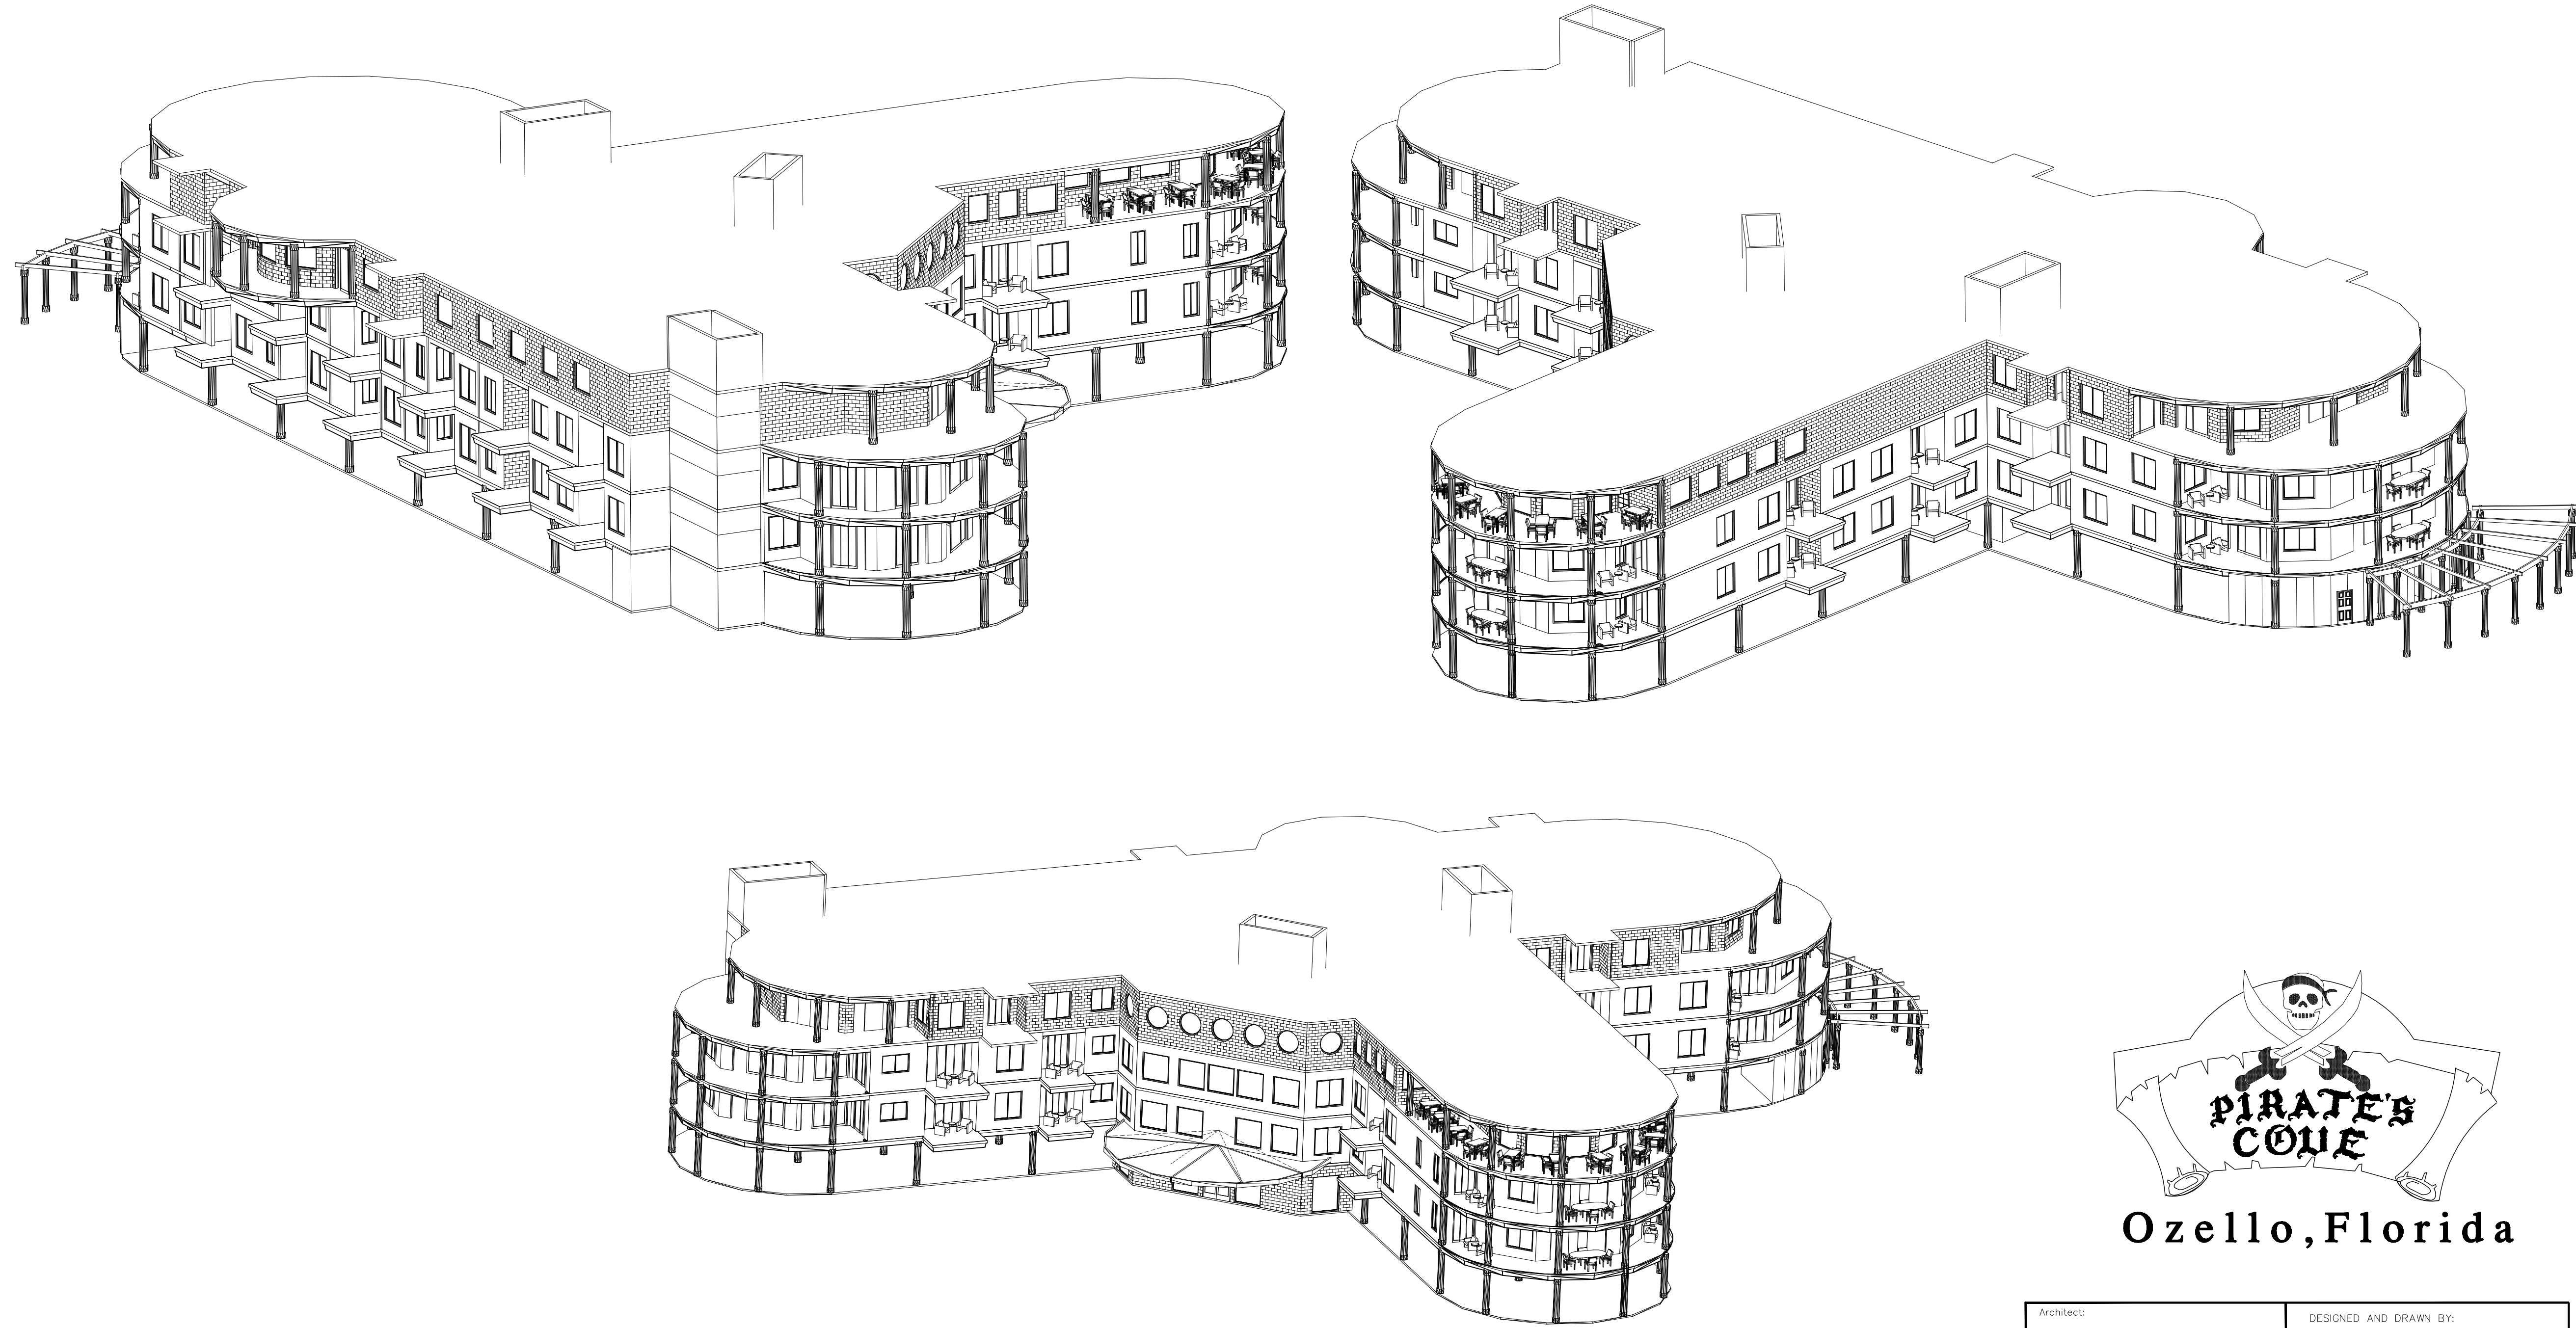 PIRATE'S
COVE
Ozello, Florida
Architect:
DESIGNED AND DRAWN BY: